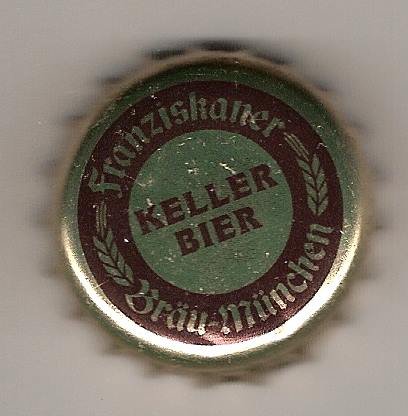 Franziskaner
KELLER
BIER
Bräu-München